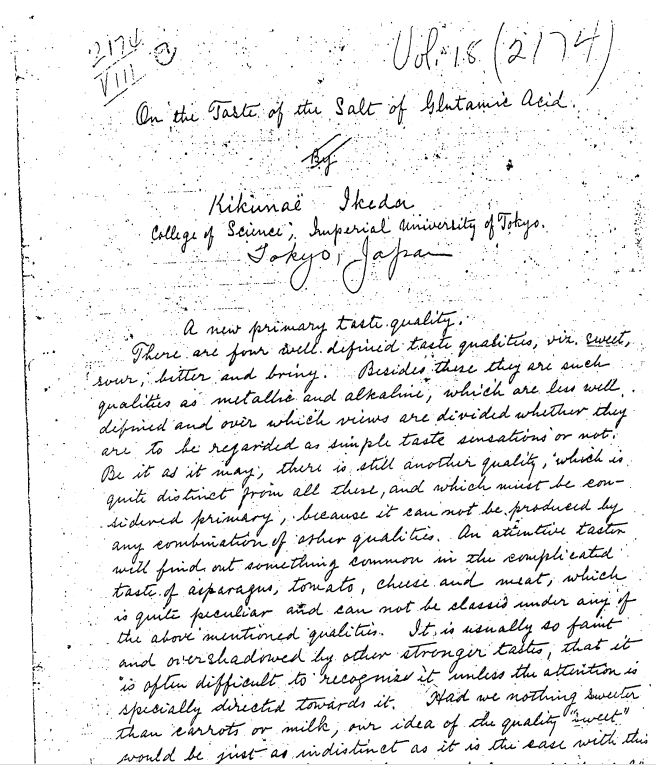 2174
VIII
Vol. 18 (2174)
On the Taste of the Salt of Glutamic Acid.
By
Kikunaë Ikeda
College of Science, Imperial University of Tokyo.
Tokyo, Japan
A new primary taste quality.
There are four well defined taste qualities, viz. sweet,
sour, bitter and briny. Besides these they are such
qualities as metallic and alkaline, which are less well
defined and over which views are divided whether they
are to be regarded as simple taste sensations or not.
Be it as it may, there is still another quality, which is
quite distinct from all these, and which must be con-
sidered primary, because it can not be produced by
any combination of other qualities. An attentive taster
will find out something common in the complicated
taste of asparagus, tomato, cheese and meat, which
is quite peculiar and can not be classed under any of
the above mentioned qualities. It is usually so faint
and overshadowed by other stronger tastes, that it
is often difficult to recognise it unless the attention is
specially directed towards it. Had we nothing sweeter
than carrots or milk, our idea of the quality "sweet"
would be just as indistinct as it is the case with this